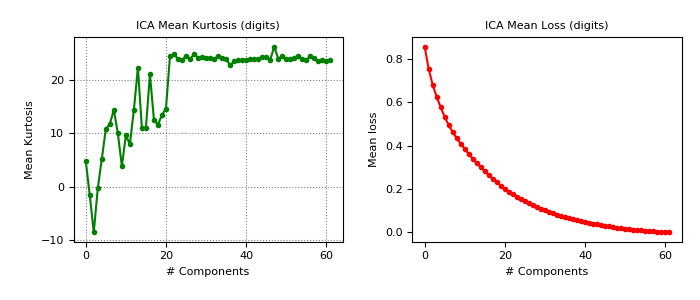 ICA Mean Kurtosis (digits)
Mean Kurtosis
20
10
0
−10
0
20
40
60
# Components
ICA Mean Loss (digits)
Mean loss
0.8
0.6
0.4
0.2
0.0
0
20
40
60
# Components